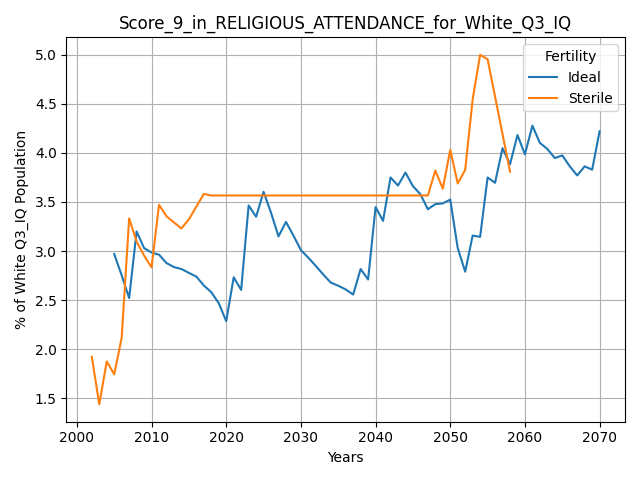 Score_9_in_RELIGIOUS_ATTENDANCE_for_White_Q3_IQ
Fertility
Ideal
Sterile
% of White Q3_IQ Population
5.0
4.5
4.0
3.5
3.0
2.5
2.0
1.5
2000 2010 2020 2030 2040 2050 2060 2070
Years